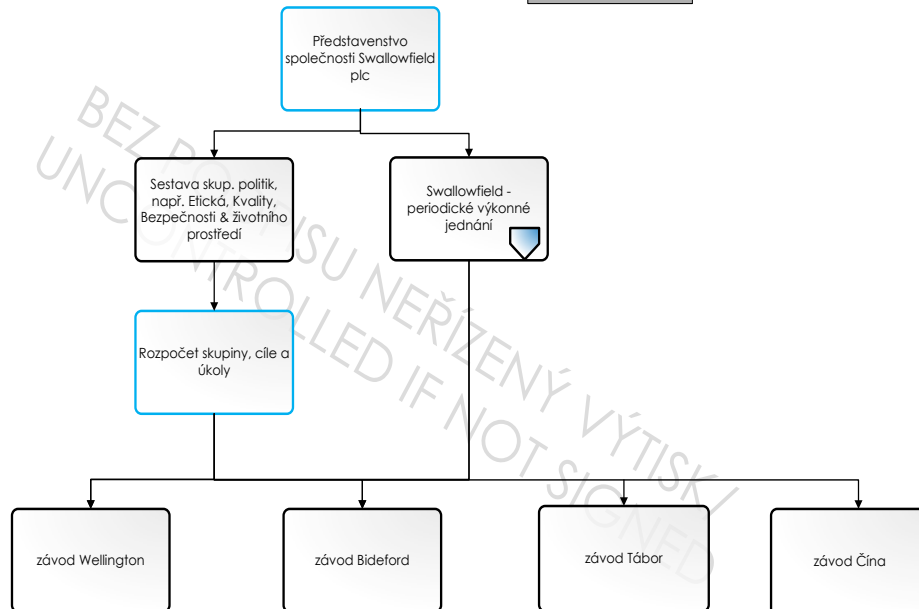 Představenstvo
společnosti Swallowfield
plc
Sestava skup. politik,
např. Etická, Kvality,
Bezpečnosti & životního
prostředí
Swallowfield -
periodické výkonné
jednání
Rozpočet skupiny, cíle a
úkoly
závod Wellington
závod Bideford
závod Tábor
závod Čína
BEZ PODPISU NEŘÍZENÝ VÝTISK/
UNCONTROLLED IF NOT SIGNED